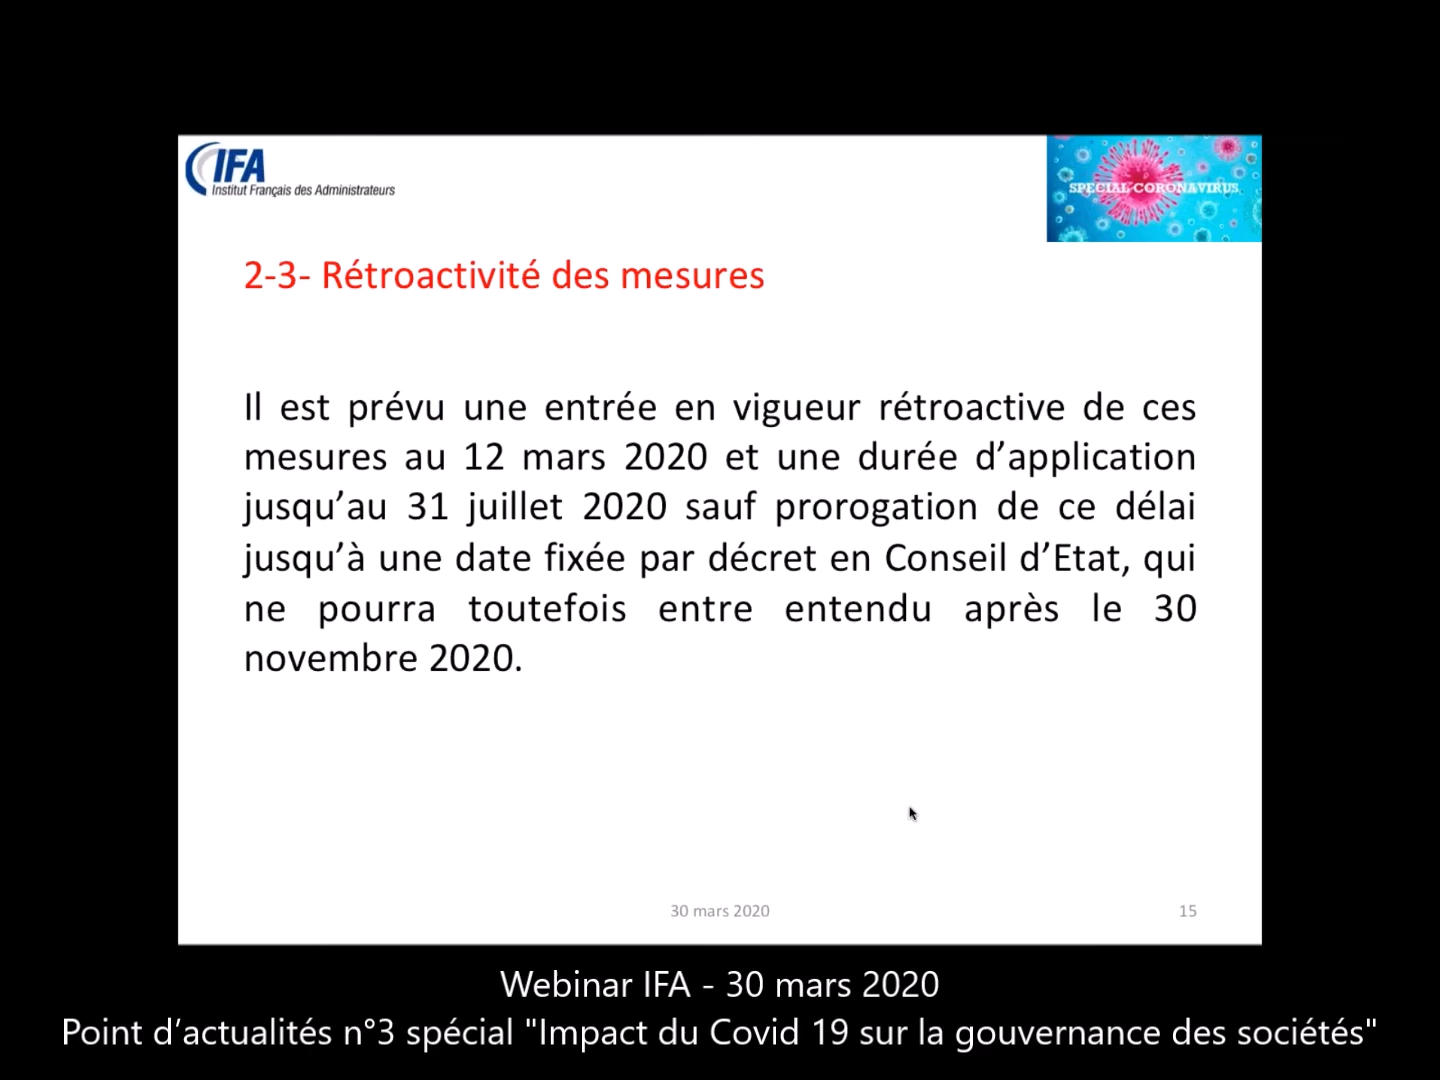 IFA
Institut Français des Administrateurs
SPECIAL CORONAVIRUS
2-3- Rétroactivité des mesures
Il est prévu une entrée en vigueur rétroactive de ces
mesures au 12 mars 2020 et une durée d’application
jusqu’au 31 juillet 2020 sauf prorogation de ce délai
jusqu’à une date fixée par décret en Conseil d’Etat, qui
ne pourra toutefois entre entendu après le 30
novembre 2020.
30 mars 2020
15
Webinar IFA - 30 mars 2020
Point d’actualités n°3 spécial "Impact du Covid 19 sur la gouvernance des sociétés"